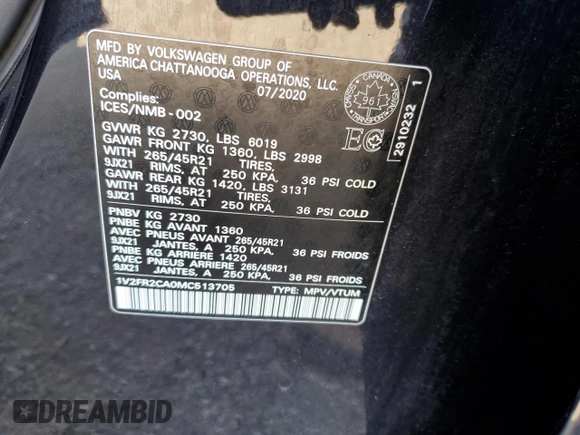 MFD BY VOLKSWAGEN GROUP OF
AMERICA CHATTANOOGA OPERATIONS, LLC.
USA
07/2020
Complies:
ICES/NMB-002
GVWR KG 2730, LBS 6019
GAWR FRONT KG 1360, LBS 2998
WITH 265/45R21 TIRES,
9JX21 RIMS, AT 250 KPA, 36 PSI COLD
GAWR REAR KG 1420, LBS 3131
WITH 265/45R21 TIRES,
9JX21 RIMS, AT 250 KPA, 36 PSI COLD
PNBV KG 2730
PNBE KG AVANT 1360
AVEC PNEUS AVANT 265/45R21
9JX21 JANTES, A 250 KPA, 36 PSI FROIDS
PNBE KG ARRIERE 1420
AVEC PNEUS ARRIERE 265/45R21
9JX21 JANTES, A 250 KPA, 36 PSI FROIDS
1V2FR2CA0MC513705 TYPE: MPV/VTUM
CANADA
961
TRANSPORT
EC
2910232 1
DREAMBID